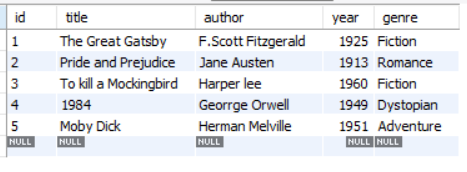 id title author year genre
1 The Great Gatsby F.Scott Fitzgerald 1925 Fiction
2 Pride and Prejudice Jane Austen 1913 Romance
3 To kill a Mockingbird Harper lee 1960 Fiction
4 1984 Georrge Orwell 1949 Dystopian
5 Moby Dick Herman Melville 1951 Adventure
NULL NULL NULL NULL NULL